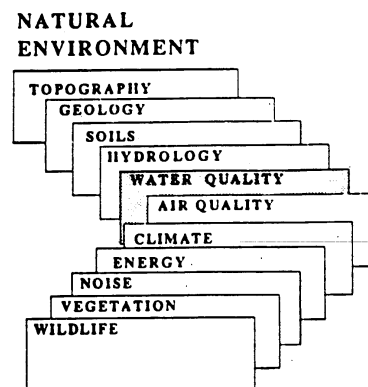 NATURAL
ENVIRONMENT
TOPOGRAPHY
GEOLOGY
SOILS
HYDROLOGY
WATER QUALITY
AIR QUALITY
CLIMATE
ENERGY
NOISE
VEGETATION
WILDLIFE